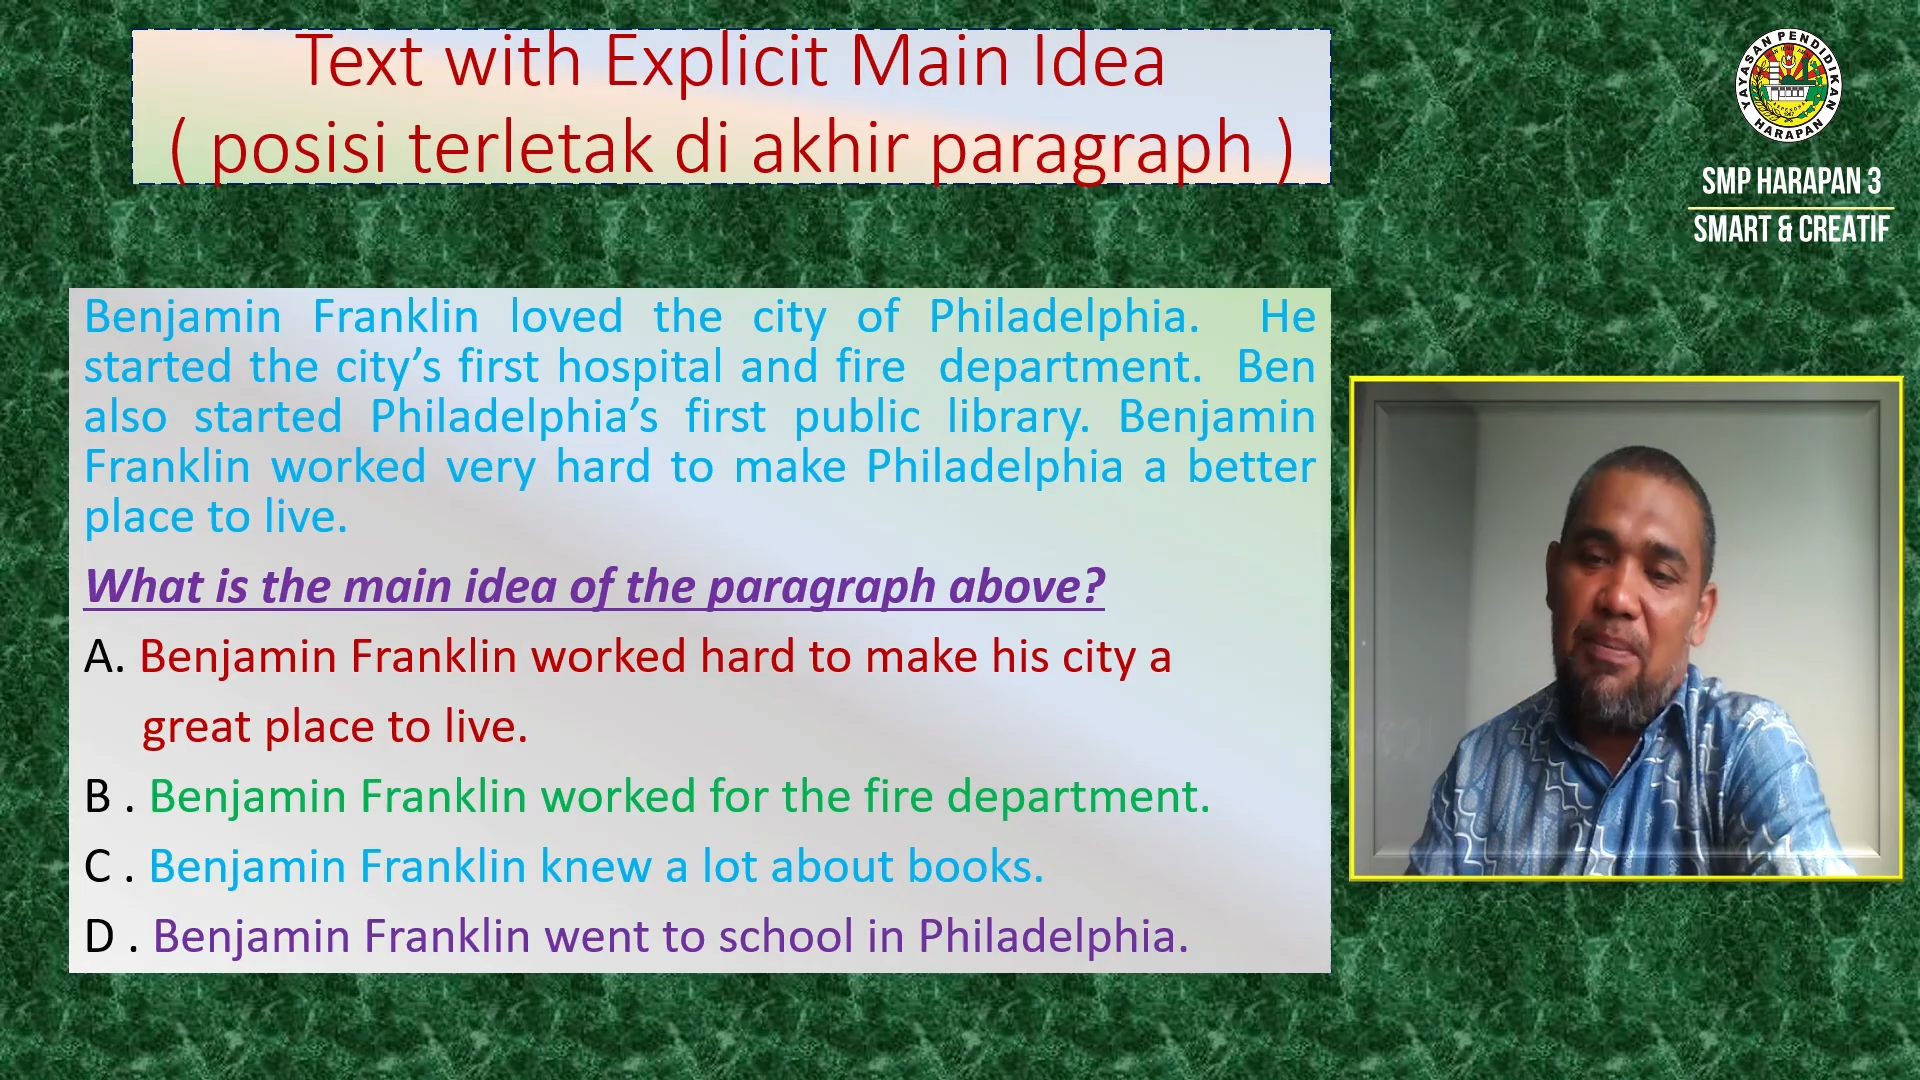 Text with Explicit Main Idea
( posisi terletak di akhir paragraph )
YAYASAN PENDIDIKAN
HARAPAN
SMP HARAPAN 3
SMART & CREATIF
Benjamin Franklin loved the city of Philadelphia. He
started the city’s first hospital and fire department. Ben
also started Philadelphia’s first public library. Benjamin
Franklin worked very hard to make Philadelphia a better
place to live.
What is the main idea of the paragraph above?
A. Benjamin Franklin worked hard to make his city a
great place to live.
B . Benjamin Franklin worked for the fire department.
C . Benjamin Franklin knew a lot about books.
D . Benjamin Franklin went to school in Philadelphia.